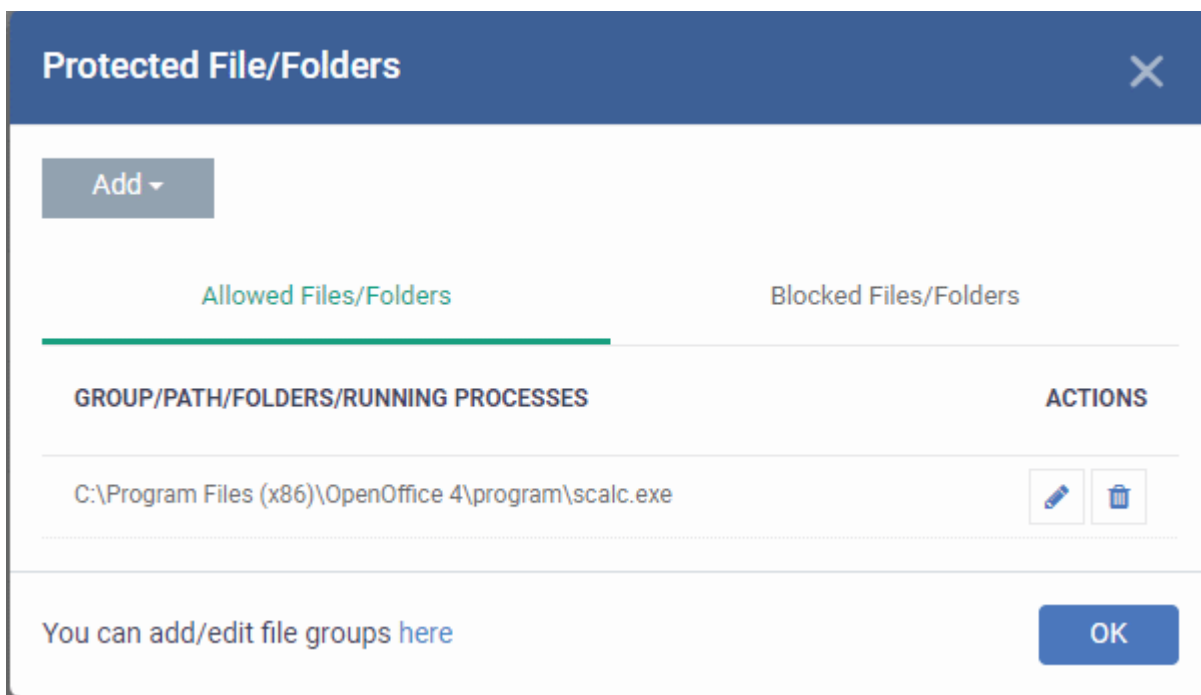 Protected File/Folders
Add
Allowed Files/Folders Blocked Files/Folders
GROUP/PATH/FOLDERS/RUNNING PROCESSES ACTIONS
C:\Program Files (x86)\OpenOffice 4\program\scalc.exe
You can add/edit file groups here OK